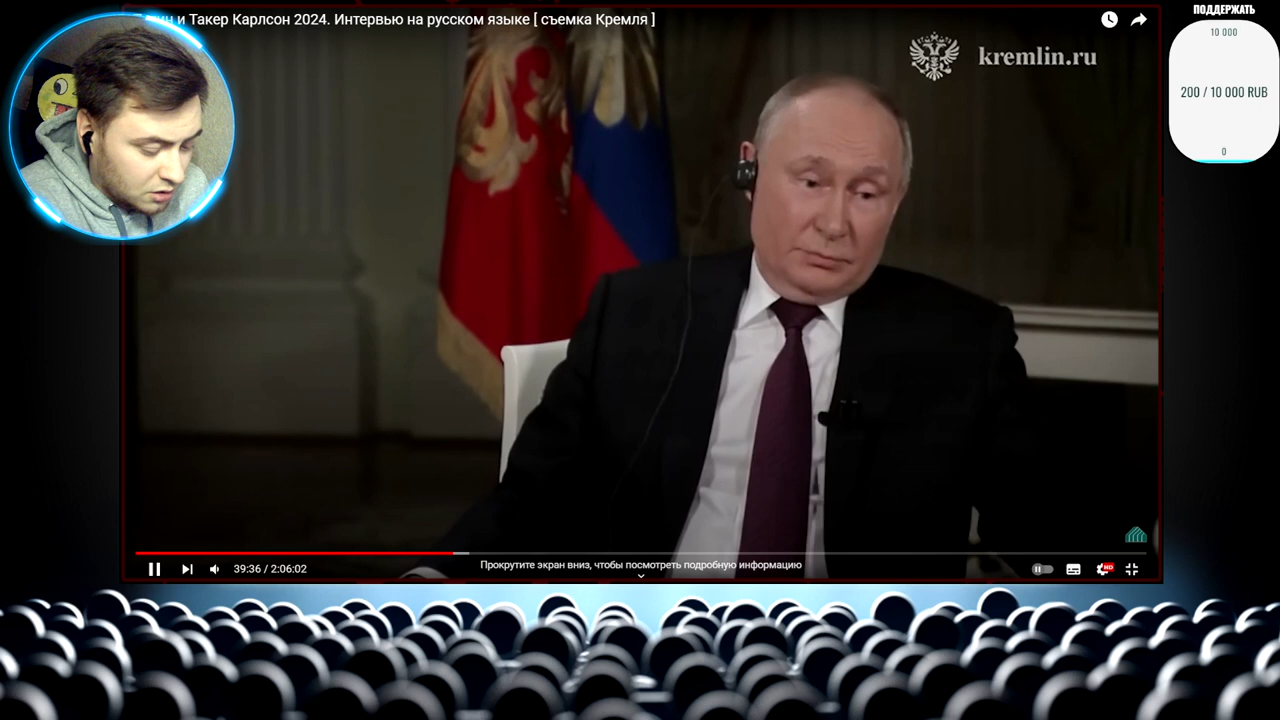 и Такер Карлсон 2024. Интервью на русском языке [ съемка Кремля ]
kremlin.ru
ПОДДЕРЖАТЬ
10 000
200 / 10 000 RUB
0
Прокрутите экран вниз, чтобы посмотреть подробную информацию
39:36 / 2:06:02
HD